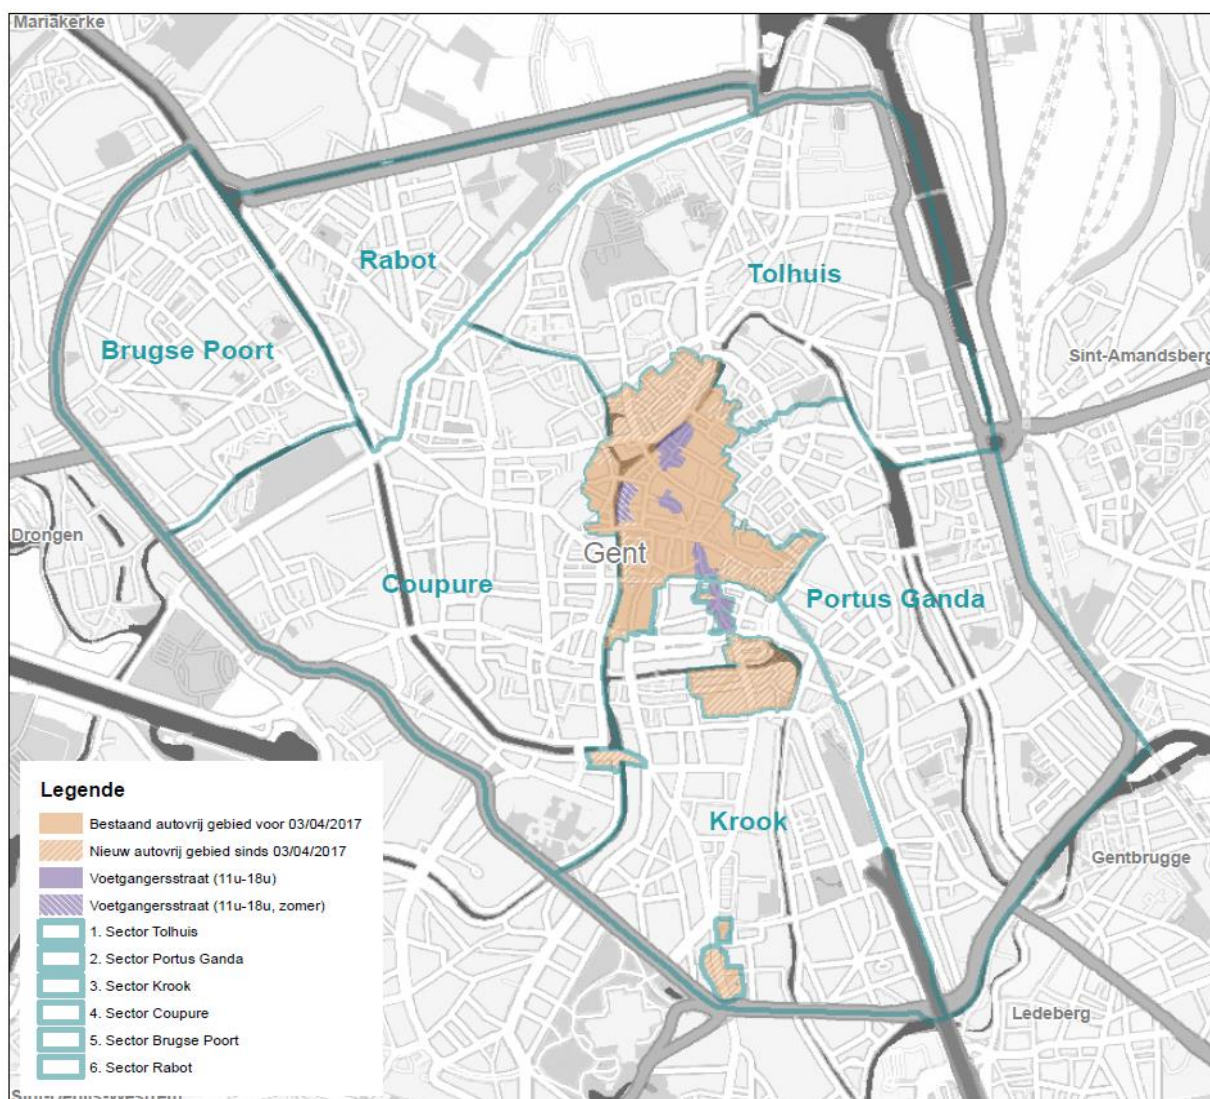 Mariakerke
Rabot
Tolhuis
Brugse Poort
Sint-Amandsberg
Drongen
Gent
Coupure
Portus Ganda
Legende
Bestaand autovrij gebied voor 03/04/2017
Nieuw autovrij gebied sinds 03/04/2017
Voetgangersstraat (11u-18u)
Voetgangersstraat (11u-18u, zomer)
1. Sector Tolhuis
2. Sector Portus Ganda
3. Sector Krook
4. Sector Coupure
5. Sector Brugse Poort
6. Sector Rabot
Krook
Gentbrugge
Ledeberg